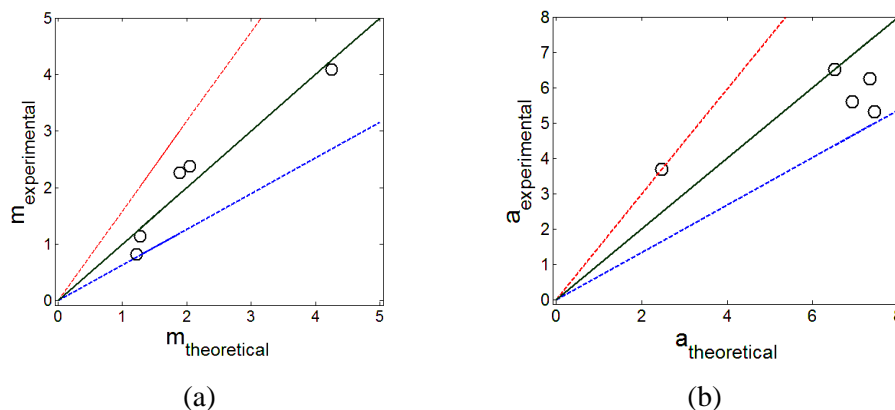 5
4
3
2
1
0
0 1 2 3 4 5
m experimental
m theoretical
(a)
8
7
6
5
4
3
2
1
0
0 2 4 6 8
a experimental
a theoretical
(b)